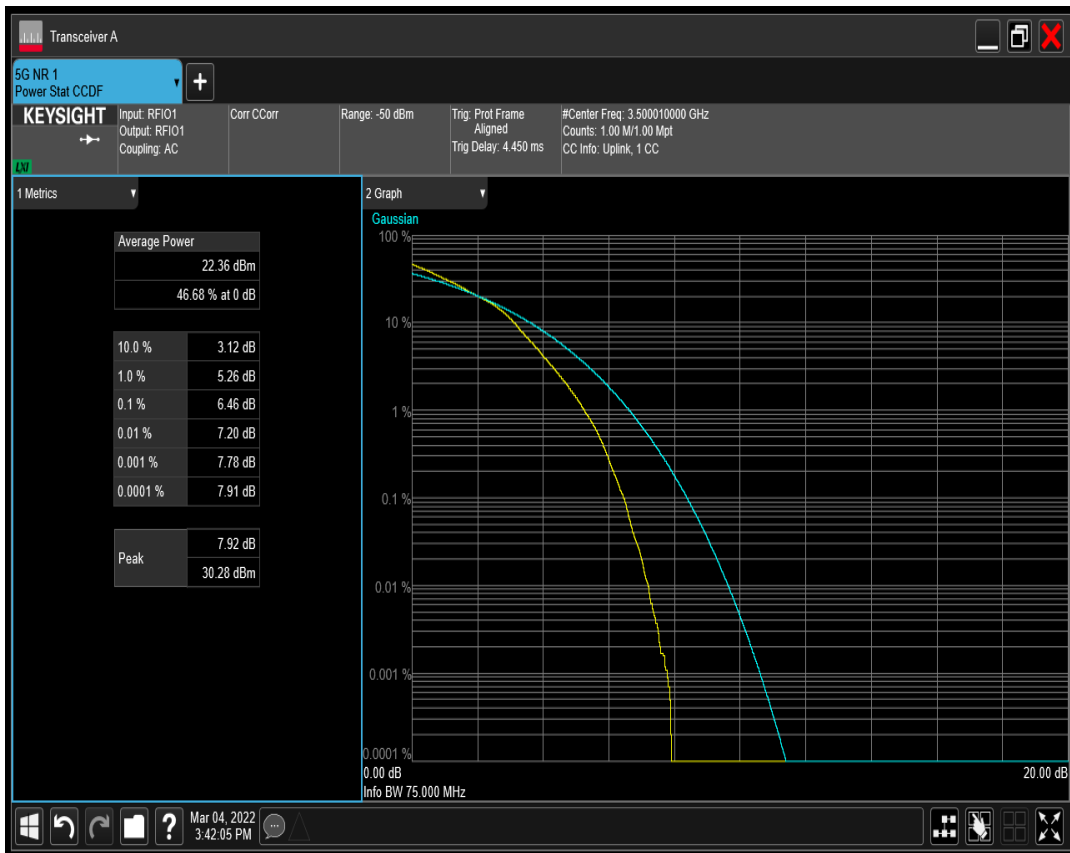 Transceiver A
5G NR 1
Power Stat CCDF
+
KEYSIGHT
LXI
Input: RFIO1
Output: RFIO1
Coupling: AC
Corr CCorr
Range: -50 dBm
Trig: Prot Frame
Aligned
Trig Delay: 4.450 ms
#Center Freq: 3.500010000 GHz
Counts: 1.00 M/1.00 Mpt
CC Info: Uplink, 1 CC
1 Metrics
Average Power
22.36 dBm
46.68 % at 0 dB
10.0 % 3.12 dB
1.0 % 5.26 dB
0.1 % 6.46 dB
0.01 % 7.20 dB
0.001 % 7.78 dB
0.0001 % 7.91 dB
Peak 7.92 dB
30.28 dBm
2 Graph
Gaussian
100 %
10 %
1 %
0.1 %
0.01 %
0.001 %
0.0001 %
0.00 dB 20.00 dB
Info BW 75.000 MHz
?
Mar 04, 2022
3:42:05 PM